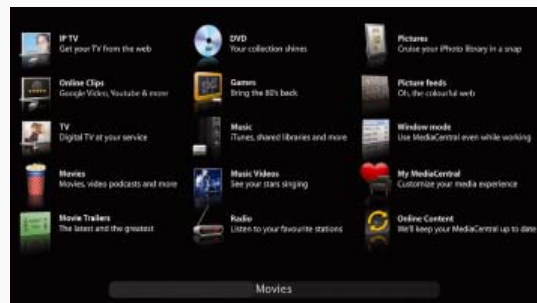 IPTV
Get your TV from the web
Online Clips
Google Video, Youtube & more
TV
Digital TV at your service
Movies
Movies, video podcasts and more
Movie Trailers
The latest and the greatest
DVD
Your collection shines
Games
Bring the 80's back
Music
iTunes, shared libraries and more
Music Videos
See your stars singing
Radio
Listen to your favourite stations
Pictures
Cruise your iPhoto library in a snap
Picture feeds
Oh, the colourful web
Window mode
Use MediaCentral even while working
My MediaCentral
Customize your media experience
Online Content
We'll keep your MediaCentral up to date
Movies